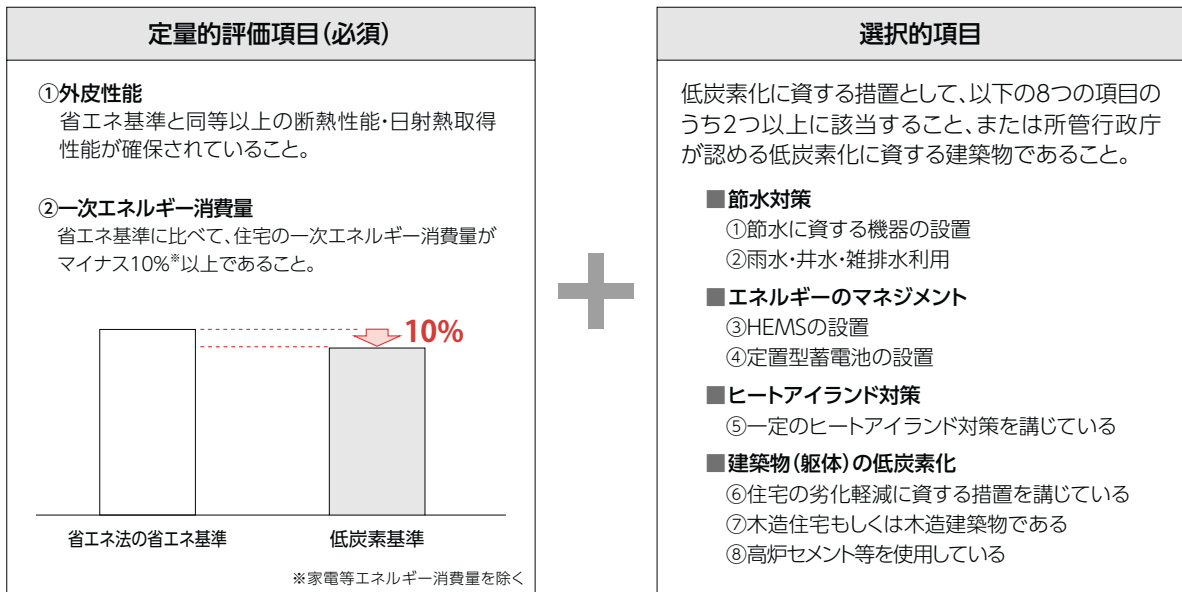 定量的評価項目(必須)
①外皮性能
省エネ基準と同等以上の断熱性能・日射熱取得
性能が確保されていること。
②一次エネルギー消費量
省エネ基準に比べて、住宅の一次エネルギー消費量が
マイナス10%※以上であること。
10%
省エネ法の省エネ基準
低炭素基準
※家電等エネルギー消費量を除く
選択的項目
低炭素化に資する措置として、以下の8つの項目の
うち2つ以上に該当すること、または所管行政庁
が認める低炭素化に資する建築物であること。
■節水対策
①節水に資する機器の設置
②雨水・井水・雑排水利用
■エネルギーのマネジメント
③HEMSの設置
④定置型蓄電池の設置
■ヒートアイランド対策
⑤一定のヒートアイランド対策を講じている
■建築物(躯体)の低炭素化
⑥住宅の劣化軽減に資する措置を講じている
⑦木造住宅もしくは木造建築物である
⑧高炉セメント等を使用している